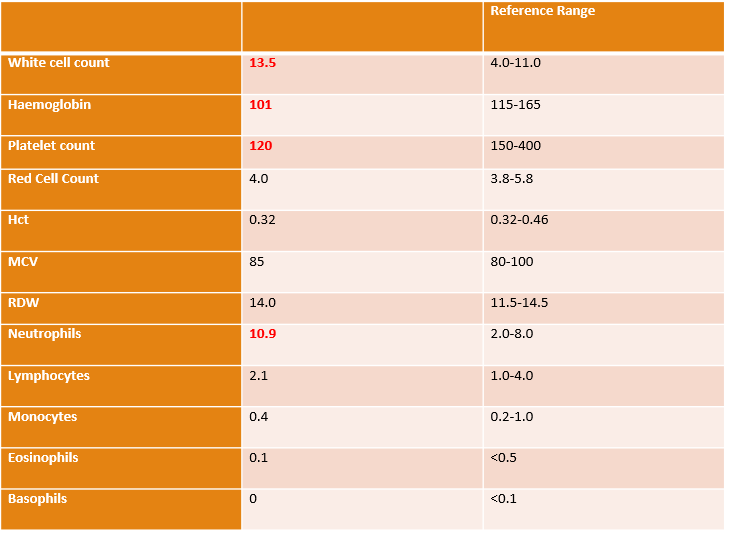 Reference Range
White cell count 13.5 4.0-11.0
Haemoglobin 101 115-165
Platelet count 120 150-400
Red Cell Count 4.0 3.8-5.8
Hct 0.32 0.32-0.46
MCV 85 80-100
RDW 14.0 11.5-14.5
Neutrophils 10.9 2.0-8.0
Lymphocytes 2.1 1.0-4.0
Monocytes 0.4 0.2-1.0
Eosinophils 0.1 <0.5
Basophils 0 <0.1